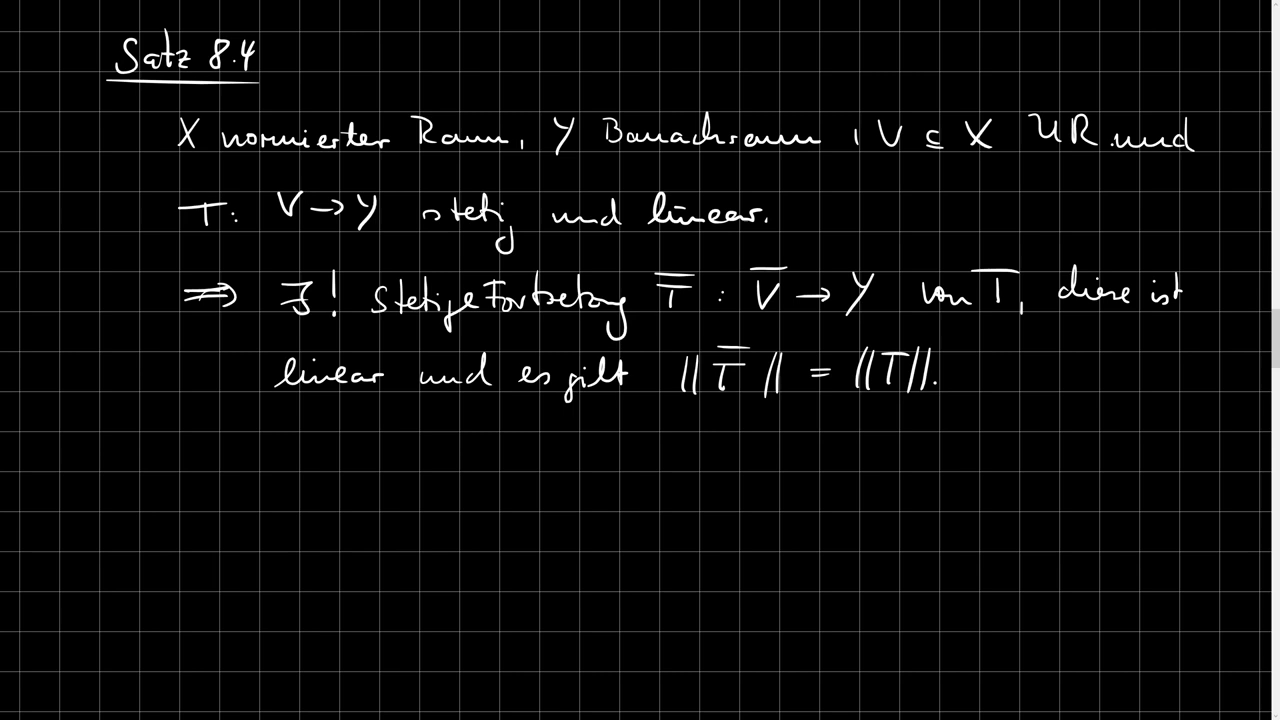 Satz 8.4
X normierter Raum, Y Banachraum, V ⊆ X UR und
T: V → Y stetig und linear.
⇒ ∃! stetige Fortsetzung T̅ : V̅ → Y von T, diese ist
linear und es gilt ||T̅|| = ||T||.